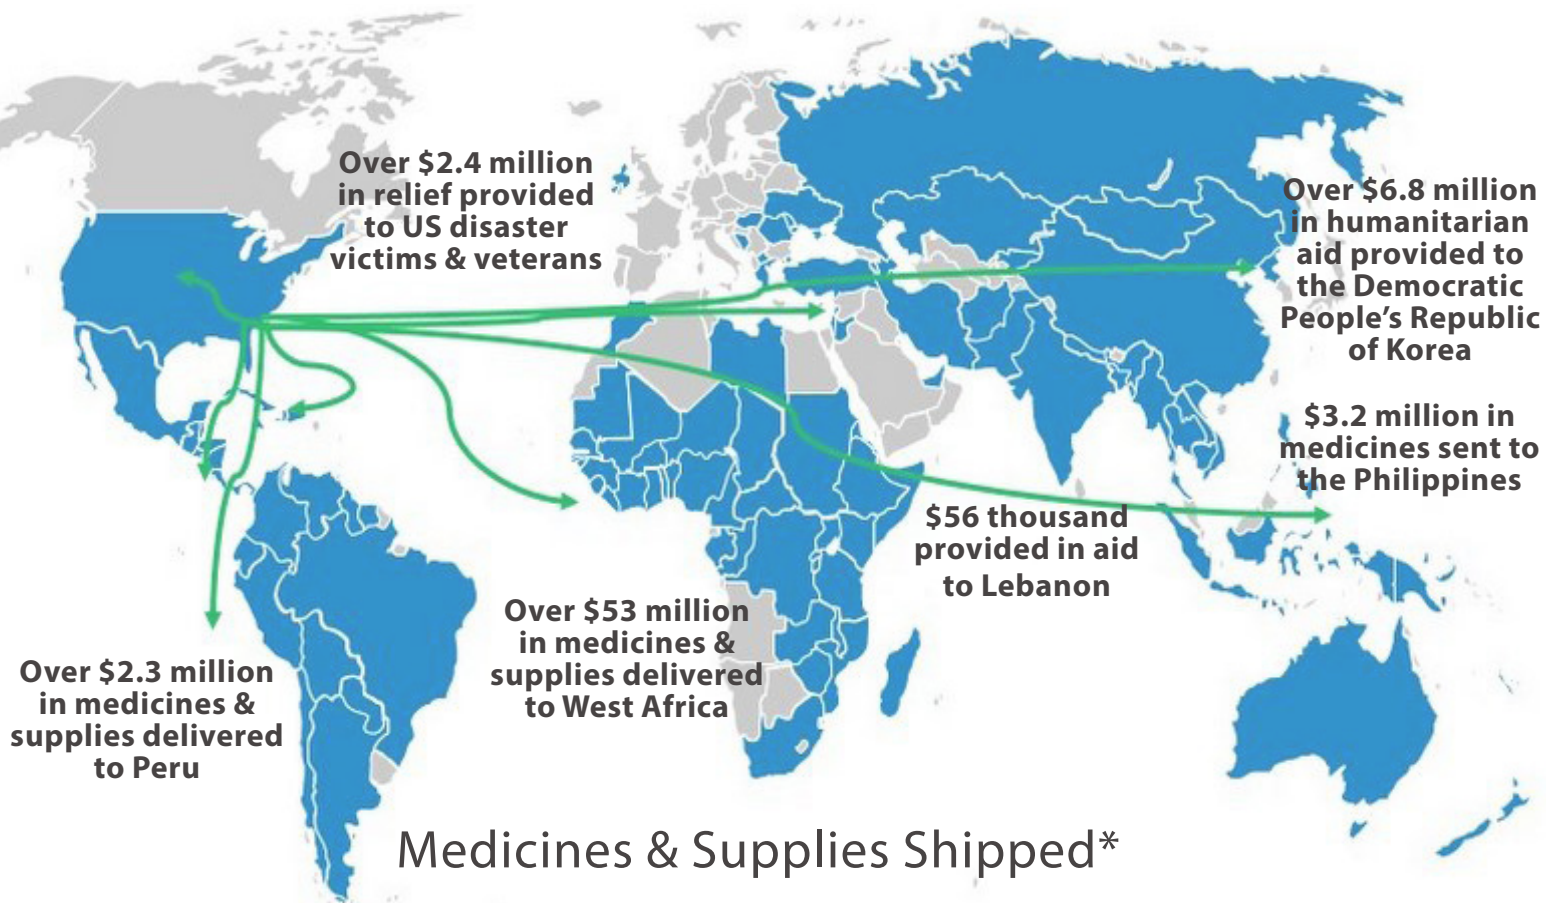 Over $2.4 million
in relief provided
to US disaster
victims & veterans
Over $6.8 million
in humanitarian
aid provided to
the Democratic
People's Republic
of Korea
$3.2 million in
medicines sent to
the Philippines
$56 thousand
provided in aid
to Lebanon
Over $53 million
in medicines &
supplies delivered
to West Africa
Over $2.3 million
in medicines &
supplies delivered
to Peru
Medicines & Supplies Shipped*